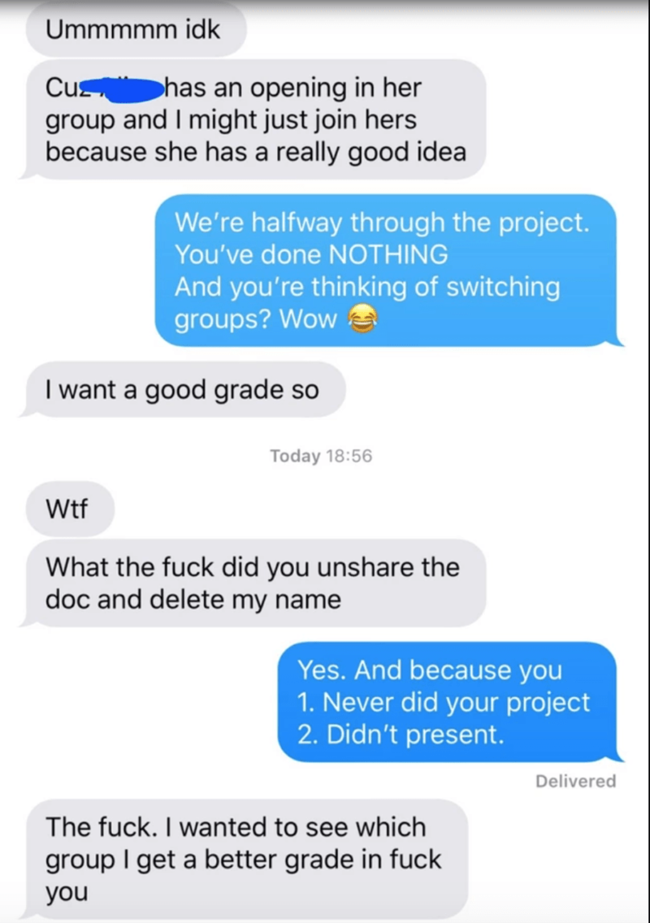 Ummmmm idk
has an opening in her
group and I might just join hers
because she has a really good idea
We're halfway through the project.
You've done NOTHING
And you're thinking of switching
groups? Wow 😂
I want a good grade so
Today 18:56
Wtf
What the fuck did you unshare the
doc and delete my name
Yes. And because you
1. Never did your project
2. Didn't present.
Delivered
The fuck. I wanted to see which
group I get a better grade in fuck
you